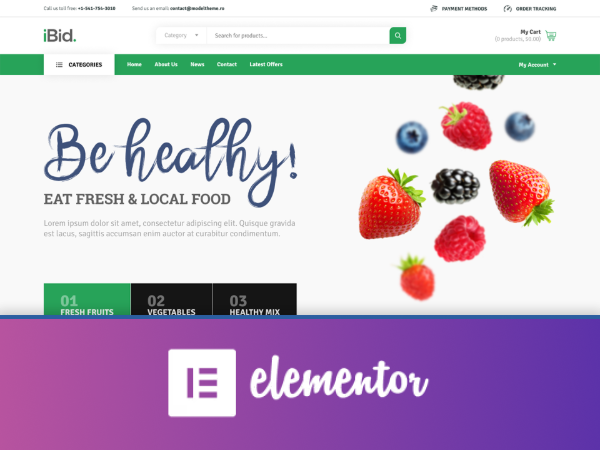 Call us toll free: +1-541-754-3010
Send us an email: contact@modeltheme.ro
PAYMENT METHODS
ORDER TRACKING
iBid.
Category
Search for products...
My Cart
(0 products, $0.00)
CATEGORIES
Home
About Us
News
Contact
Latest Offers
My Account
Be healthy!
EAT FRESH & LOCAL FOOD
Lorem ipsum dolor sit amet, consectetur adipiscing elit. Quisque gravida
est lacus, sagittis accumsan enim auctor at curabitur condimentum.
01
FRESH FRUITS
02
VEGETABLES
03
HEALTHY MIX
elementor